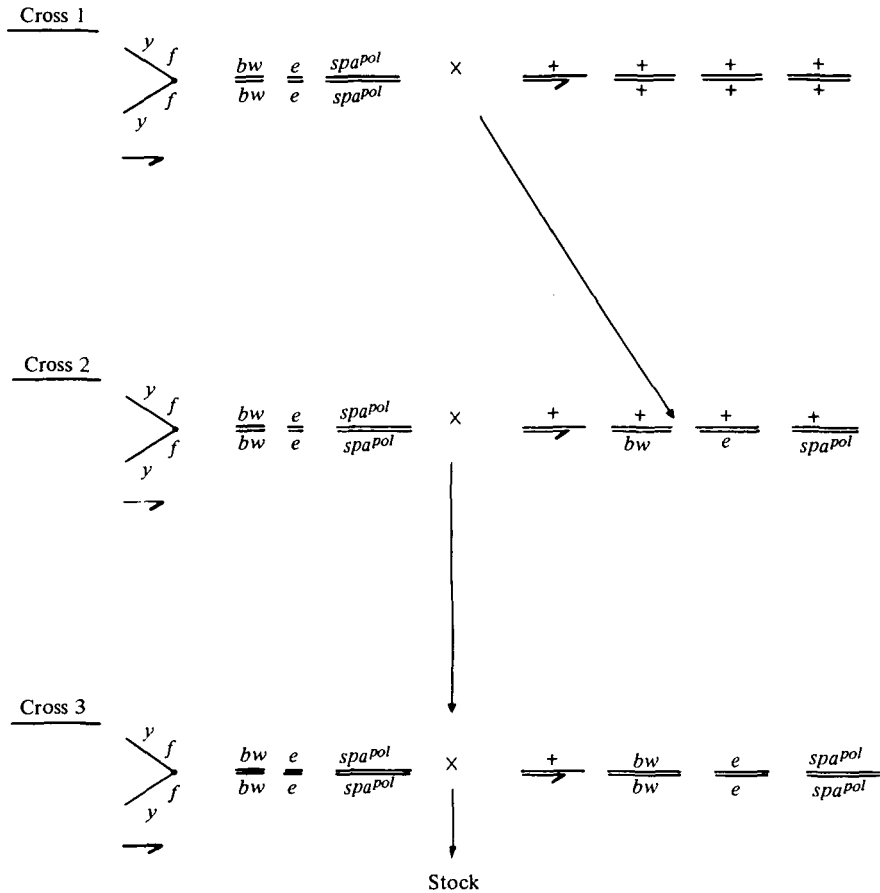 Cross 1
y
f
bw e spa^pol × + + + +
f
bw e spa^pol + + +
y
Cross 2
y
f
bw e spa^pol × + + + +
f
bw e spa^pol bw e spa^pol
y
Cross 3
y
f
bw e spa^pol × + bw e spa^pol
f
bw e spa^pol bw e spa^pol
y
Stock